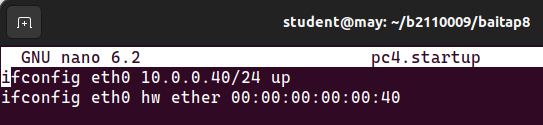 student@may: ~/b2110009/baitap8
GNU nano 6.2 pc4.startup
ifconfig eth0 10.0.0.40/24 up
ifconfig eth0 hw ether 00:00:00:00:00:40